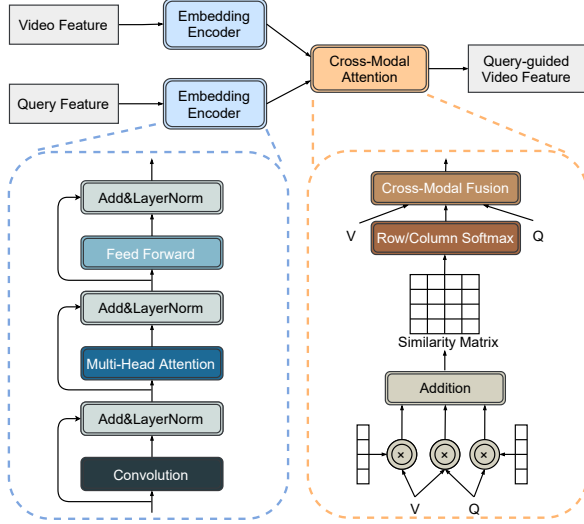 Video Feature
Embedding
Encoder
Cross-Modal
Attention
Query-guided
Video Feature
Query Feature
Embedding
Encoder
Add&LayerNorm
Feed Forward
Add&LayerNorm
Multi-Head Attention
Add&LayerNorm
Convolution
Cross-Modal Fusion
V
Q
Row/Column Softmax
Similarity Matrix
Addition
×
×
×
V
Q